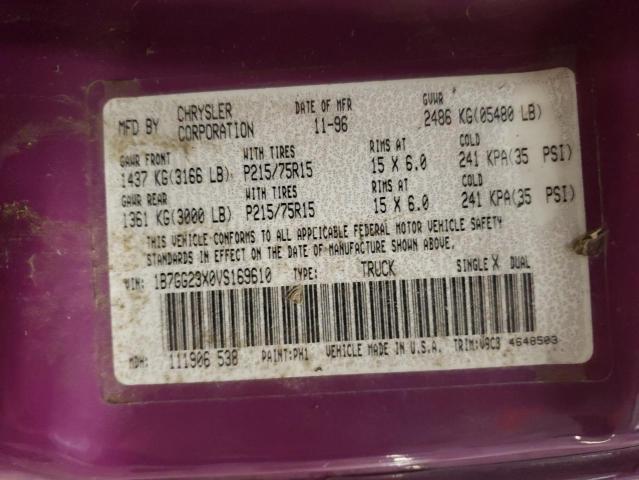 MFD BY CHRYSLER CORPORATION DATE OF MFR 11-96 GVWR 2486 KG(05480 LB)
GAWR FRONT WITH TIRES RIMS AT COLD
1437 KG(3166 LB) P215/75R15 15 X 6.0 241 KPA(35 PSI)
GAWR REAR WITH TIRES RIMS AT COLD
1361 KG(3000 LB) P215/75R15 15 X 6.0 241 KPA(35 PSI)
THIS VEHICLE CONFORMS TO ALL APPLICABLE FEDERAL MOTOR VEHICLE SAFETY
STANDARDS IN EFFECT ON THE DATE OF MANUFACTURE SHOWN ABOVE.
VIN: 1B7GG23X0VS169610 TYPE: TRUCK SINGLE X DUAL
MDH: 111906 538 PAINT:PW1 VEHICLE MADE IN U.S.A. TRIM:V9C3 4648503